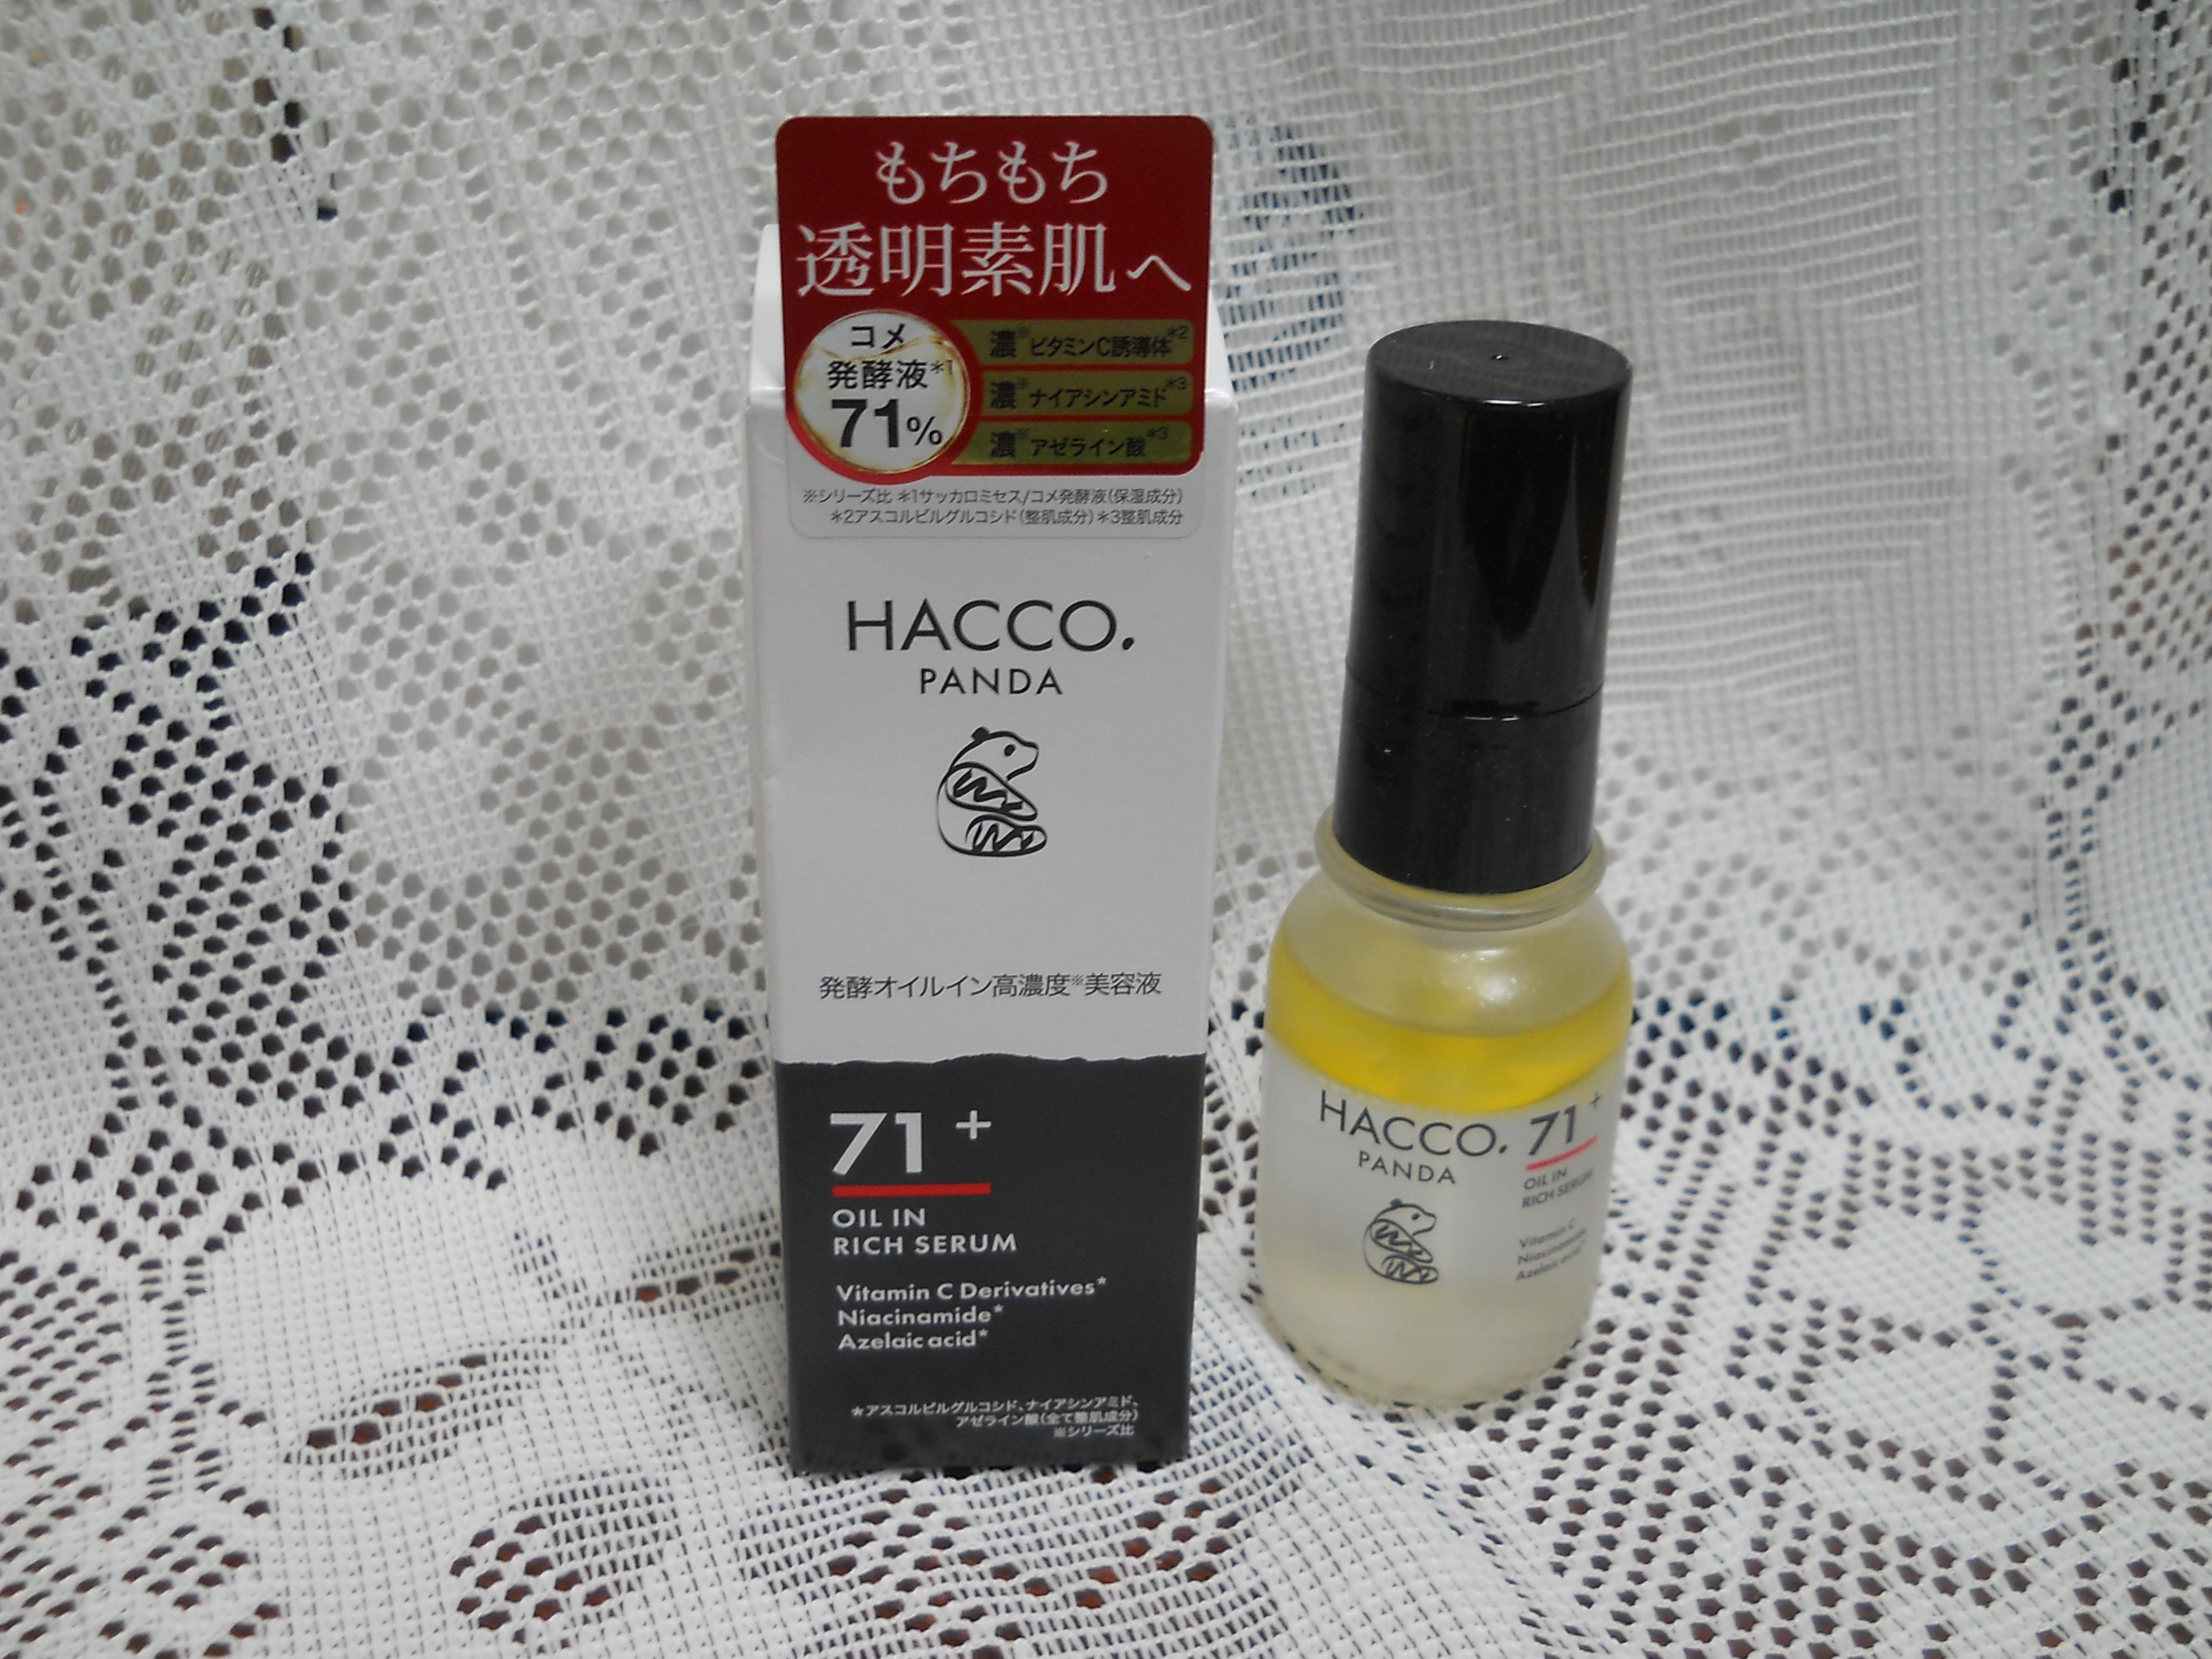 もちもち
透明素肌へ
コメ
発酵液*1
71%
濃※ビタミンC誘導体*2
濃※ナイアシンアミド*3
濃※アゼライン酸*3
※シリーズ比 *1サッカロミセス/コメ発酵液(保湿成分)
*2アスコルビルグルコシド(整肌成分)*3整肌成分
HACCO.
PANDA
発酵オイルイン高濃度※美容液
71+
OIL IN
RICH SERUM
Vitamin C Derivatives*
Niacinamide*
Azelaic acid*
*アスコルビルグルコシド、ナイアシンアミド、
アゼライン酸(全て整肌成分)
※シリーズ比
HACCO.
PANDA
71+
OIL IN
RICH SERUM
Vitamin C
Niacinamide
Azelaic acid